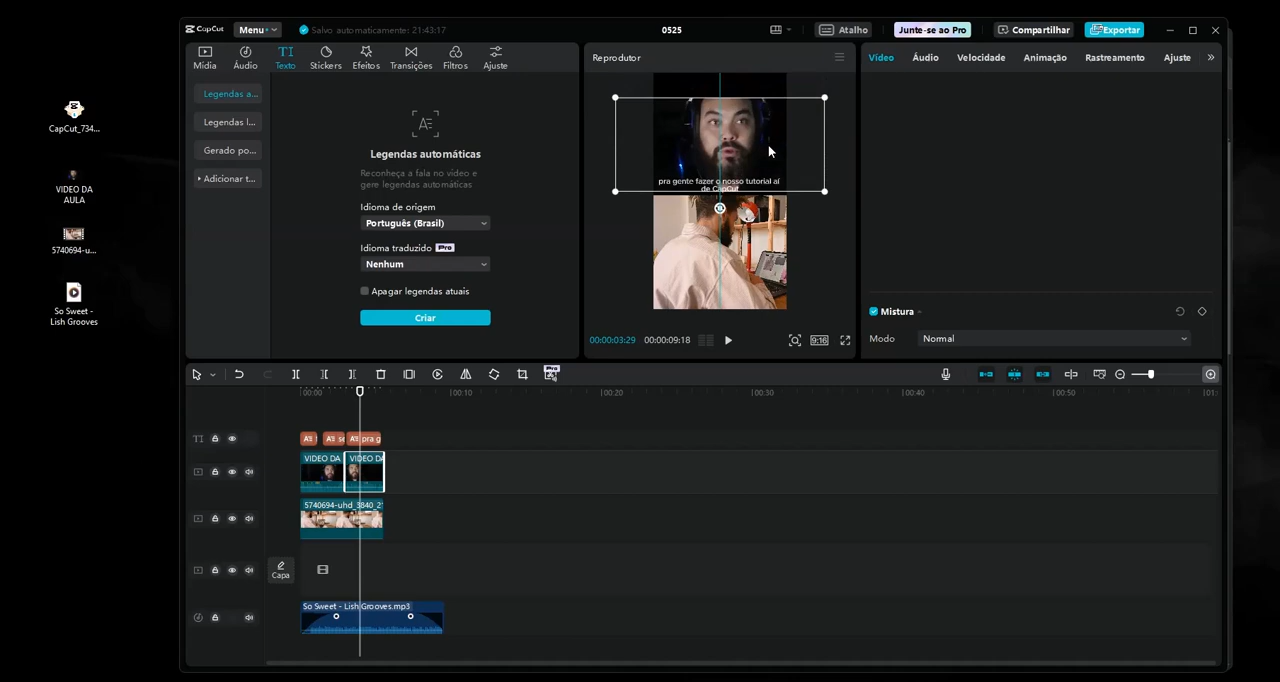 CapCut
Menu
Salvo automaticamente: 21:43:17
0525
Atalho
Junte-se ao Pro
Compartilhar
Exportar
Mídia
Áudio
Texto
Stickers
Efeitos
Transições
Filtros
Ajuste
Reprodutor
Vídeo
Áudio
Velocidade
Animação
Rastreamento
Ajuste
Legendas a...
Legendas l...
Gerado po...
Adicionar t...
Legendas automáticas
Reconheça a fala no vídeo e
gere legendas automáticas
Idioma de origem
Português (Brasil)
Idioma traduzido Pro
Nenhum
Apagar legendas atuais
Criar
pra gente fazer o nosso tutorial aí
de CapCut
00:00:03:29
00:00:09:18
9:16
Mistura
Modo
Normal
CapCut_734...
VIDEO DA
AULA
5740694-u...
So Sweet -
Lish Grooves
Pro
00:00
00:10
00:20
00:30
00:40
00:50
01:
TI
pra g
VIDEO DA
VIDEO DA
5740694-uhd_3840_2
Capa
So Sweet - Lish Grooves.mp3